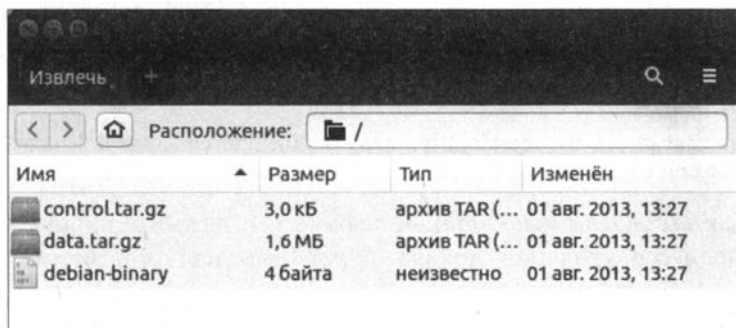 Извлечь +
Расположение: /
Имя Размер Тип Изменён
control.tar.gz 3,0 кБ архив TAR (... 01 авг. 2013, 13:27
data.tar.gz 1,6 МБ архив TAR (... 01 авг. 2013, 13:27
debian-binary 4 байта неизвестно 01 авг. 2013, 13:27